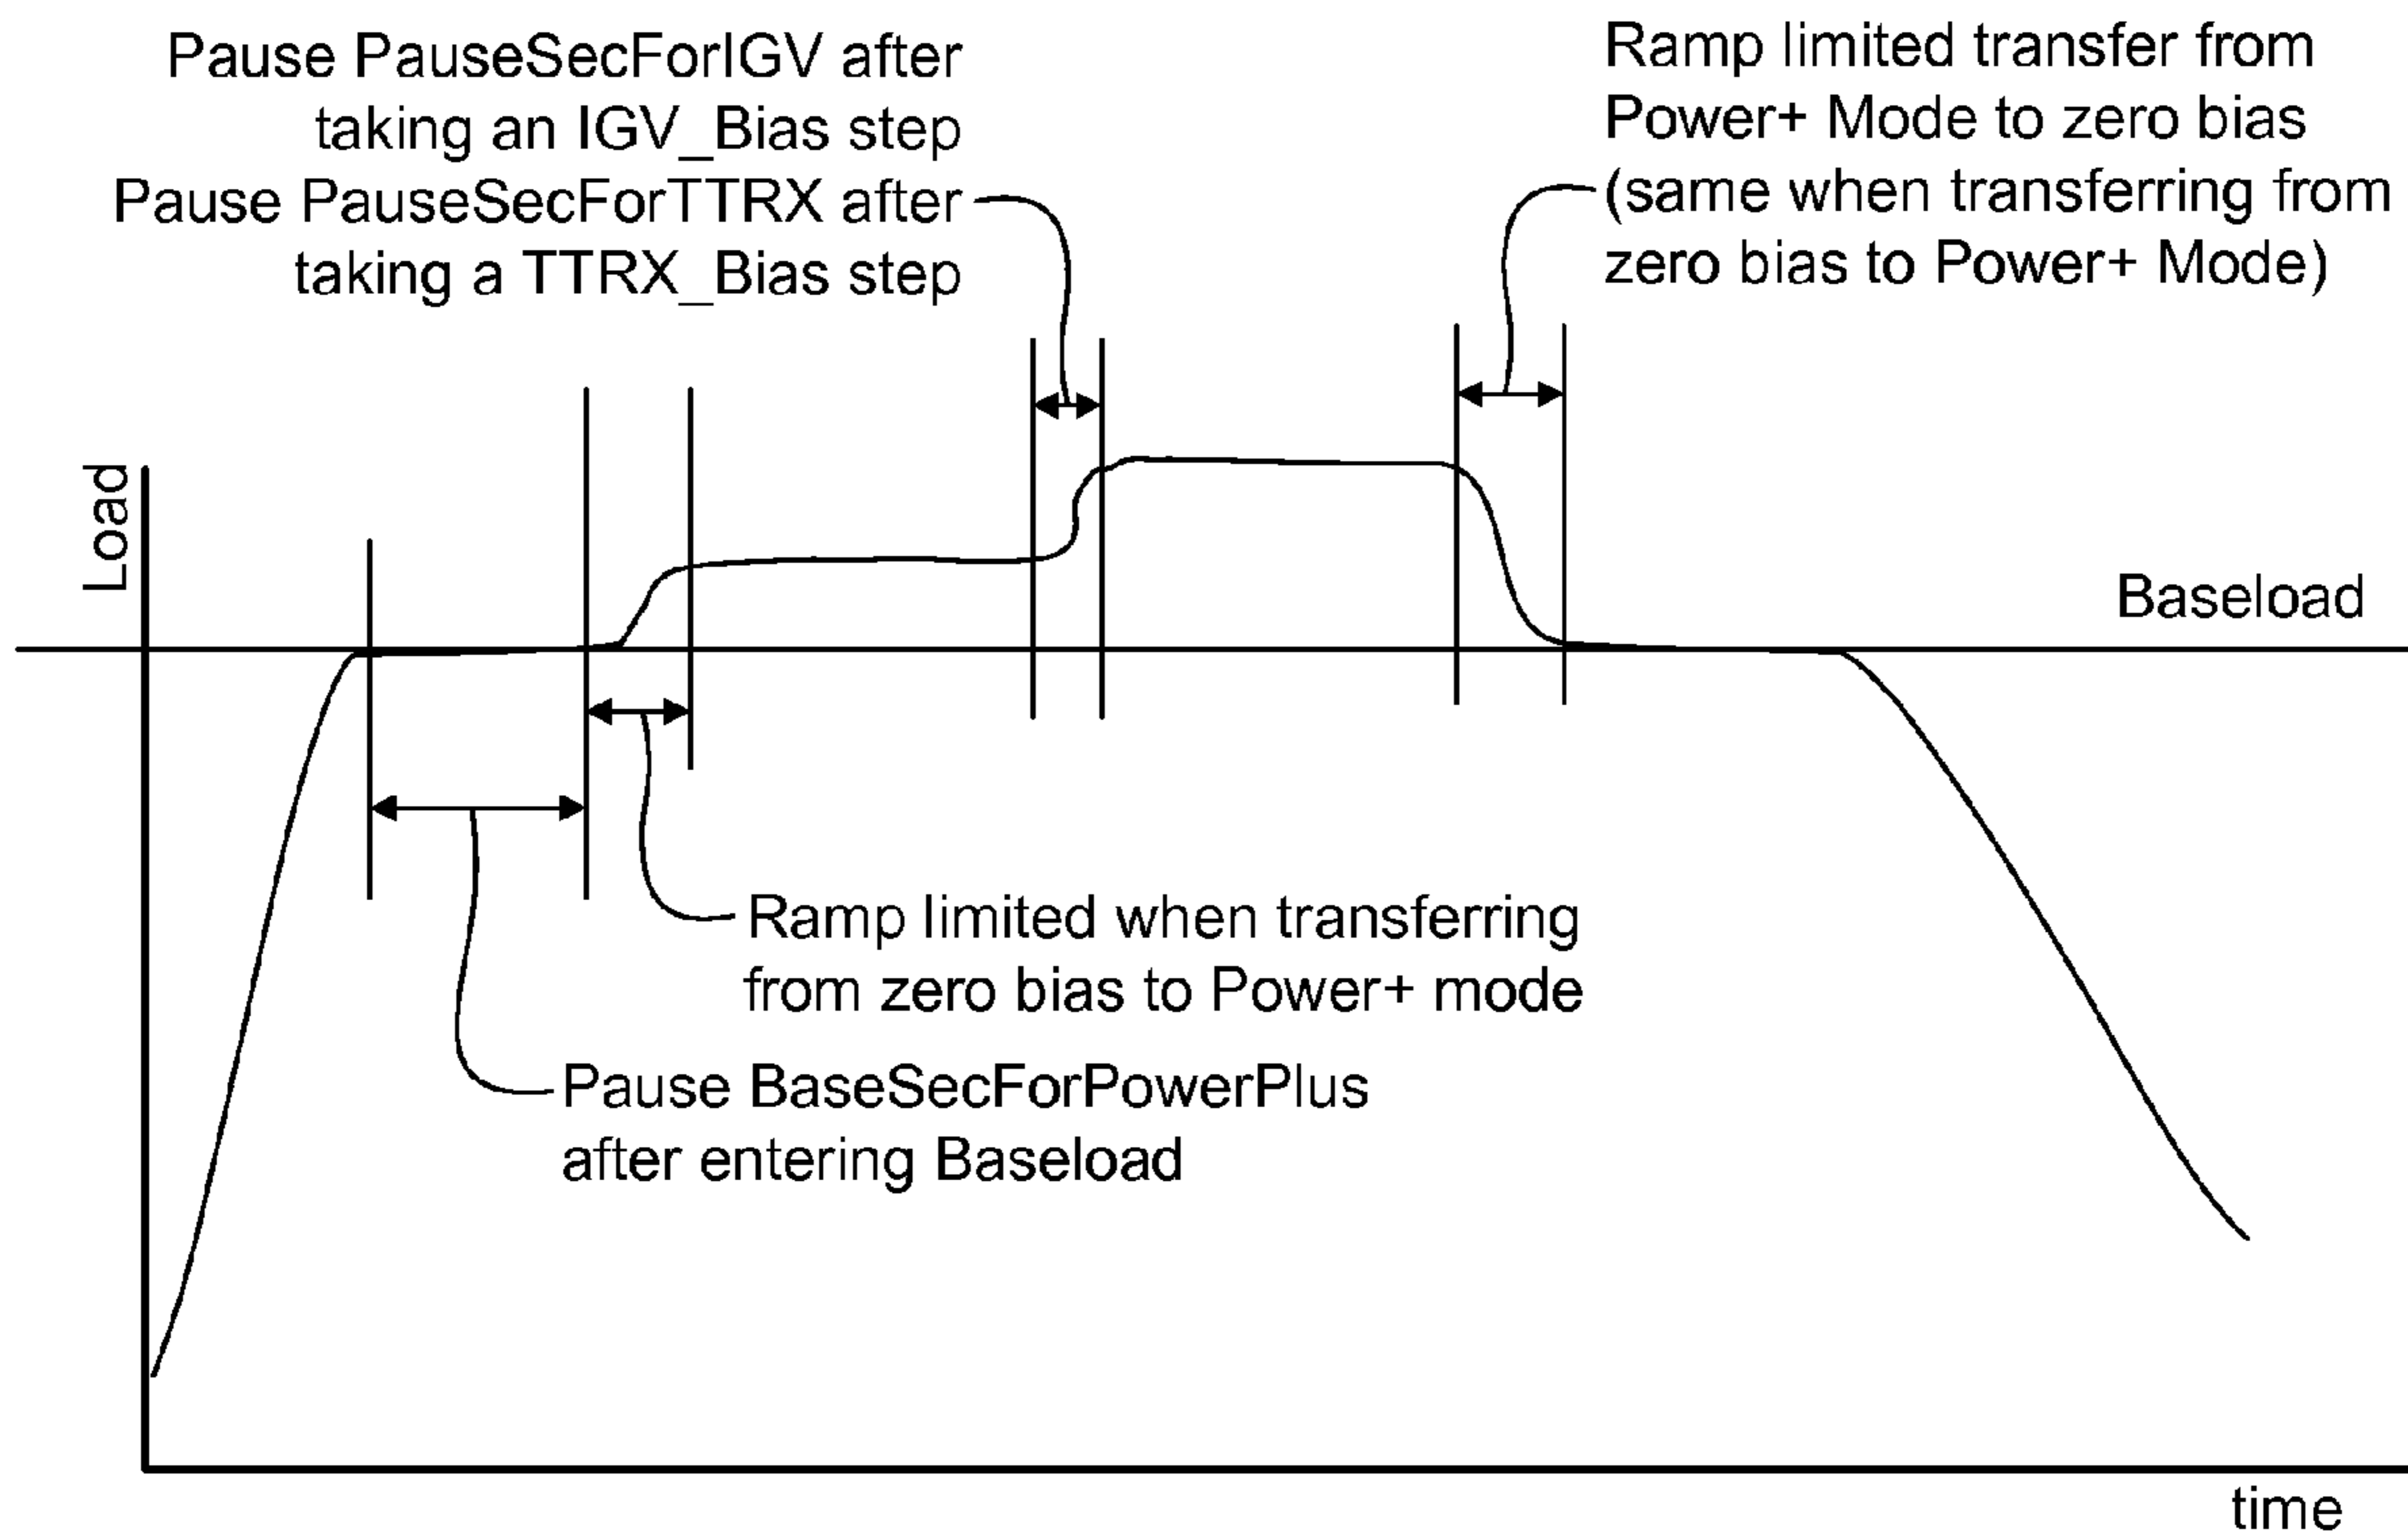 Pause PauseSecForIGV after
taking an IGV_Bias step
Pause PauseSecForTTRX after
taking a TTRX_Bias step
Ramp limited transfer from
Power+ Mode to zero bias
(same when transferring from
zero bias to Power+ Mode)
Load
Baseload
Ramp limited when transferring
from zero bias to Power+ mode
Pause BaseSecForPowerPlus
after entering Baseload
time